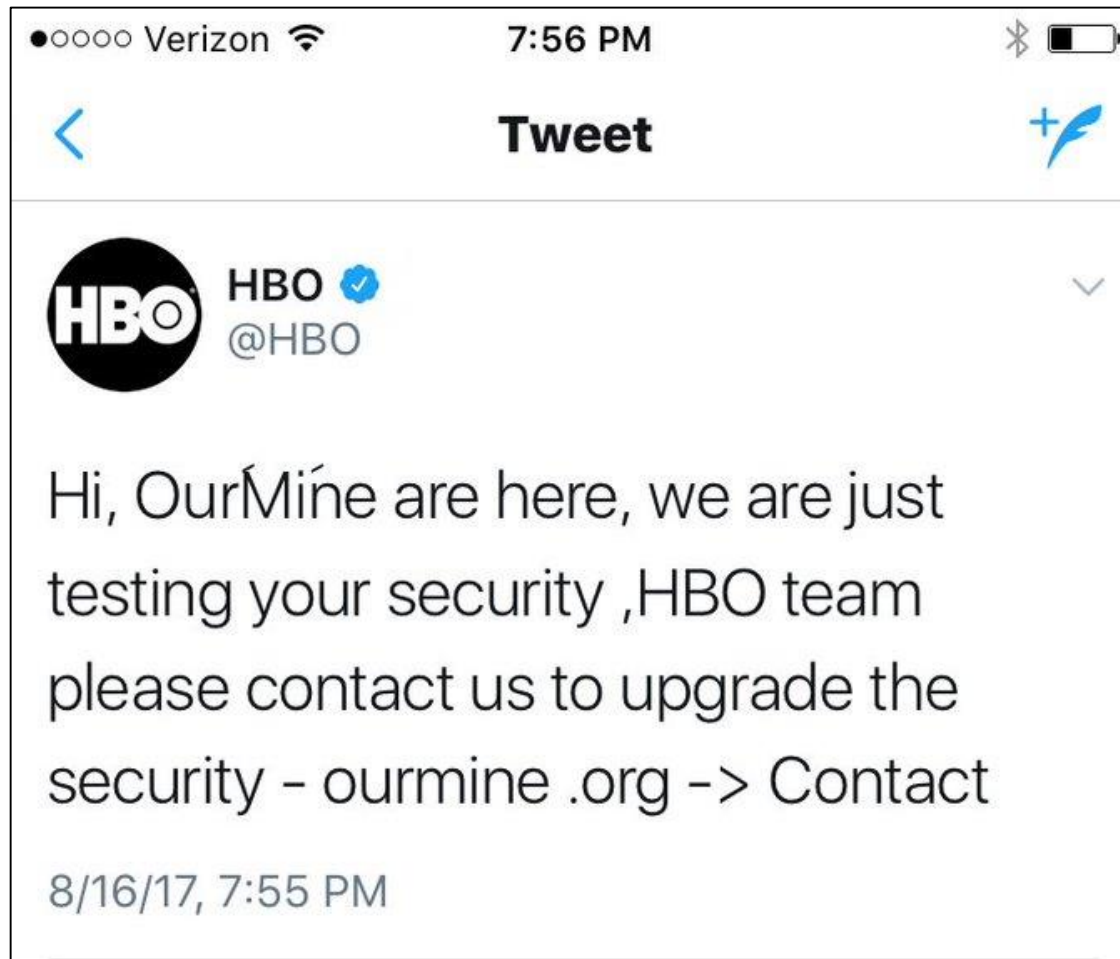 Verizon 7:56 PM
Tweet
HBO
HBO
@HBO
Hi, OurḾińe are here, we are just
testing your security ,HBO team
please contact us to upgrade the
security - ourmine .org -> Contact
8/16/17, 7:55 PM